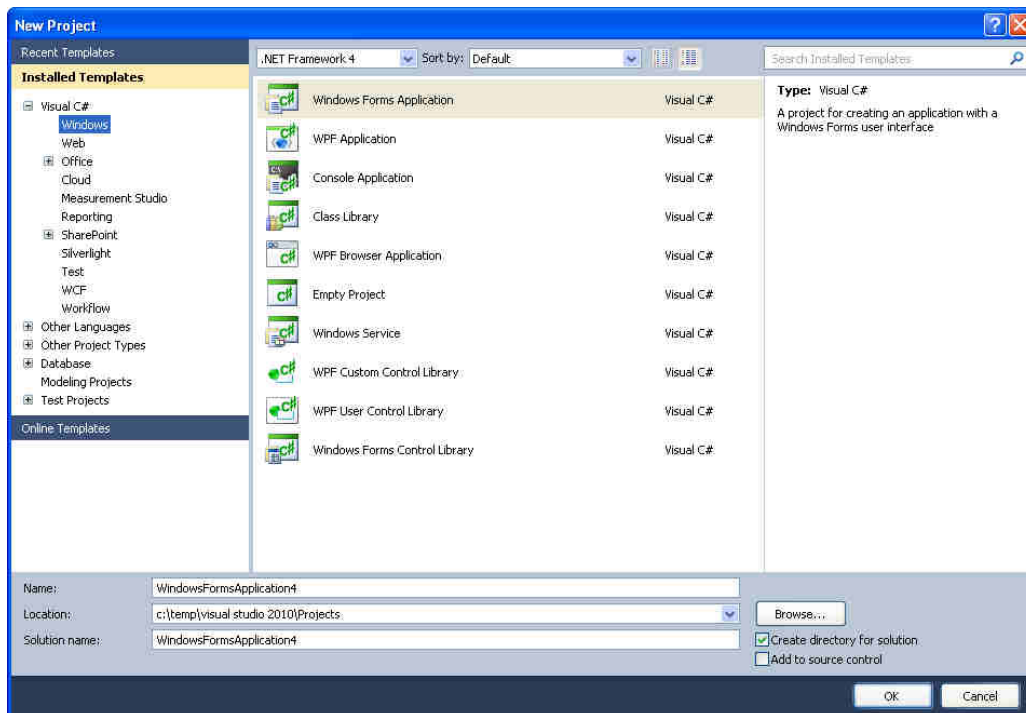 New Project
Recent Templates
Installed Templates
Visual C#
Windows
Web
Office
Cloud
Measurement Studio
Reporting
SharePoint
Silverlight
Test
WCF
Workflow
Other Languages
Other Project Types
Database
Modeling Projects
Test Projects
Online Templates
.NET Framework 4 Sort by: Default
Windows Forms Application Visual C#
WPF Application Visual C#
Console Application Visual C#
Class Library Visual C#
WPF Browser Application Visual C#
Empty Project Visual C#
Windows Service Visual C#
WPF Custom Control Library Visual C#
WPF User Control Library Visual C#
Windows Forms Control Library Visual C#
Search Installed Templates
Type: Visual C#
A project for creating an application with a
Windows Forms user interface
Name: WindowsFormsApplication4
Location: c:\temp\visual studio 2010\Projects Browse...
Solution name: WindowsFormsApplication4
Create directory for solution
Add to source control
OK Cancel